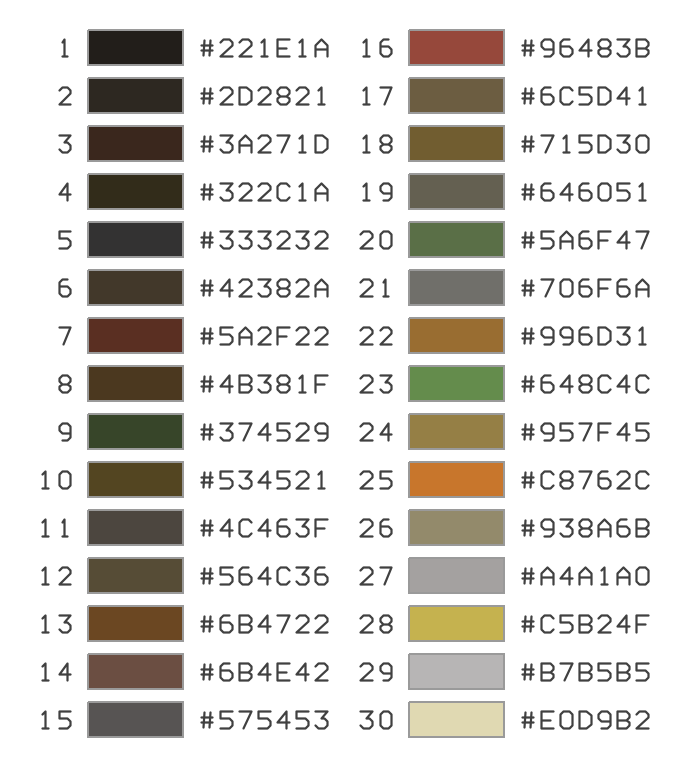 1 #221E1A 16 #96483B
2 #2D2821 17 #6C5D41
3 #3A271D 18 #715D30
4 #322C1A 19 #646051
5 #333232 20 #5A6F47
6 #42382A 21 #706F6A
7 #5A2F22 22 #996D31
8 #4B381F 23 #648C4C
9 #374529 24 #957F45
10 #534521 25 #C8762C
11 #4C463F 26 #938A6B
12 #564C36 27 #A4A1A0
13 #6B4722 28 #C5B24F
14 #6B4E42 29 #B7B5B5
15 #575453 30 #E0D9B2